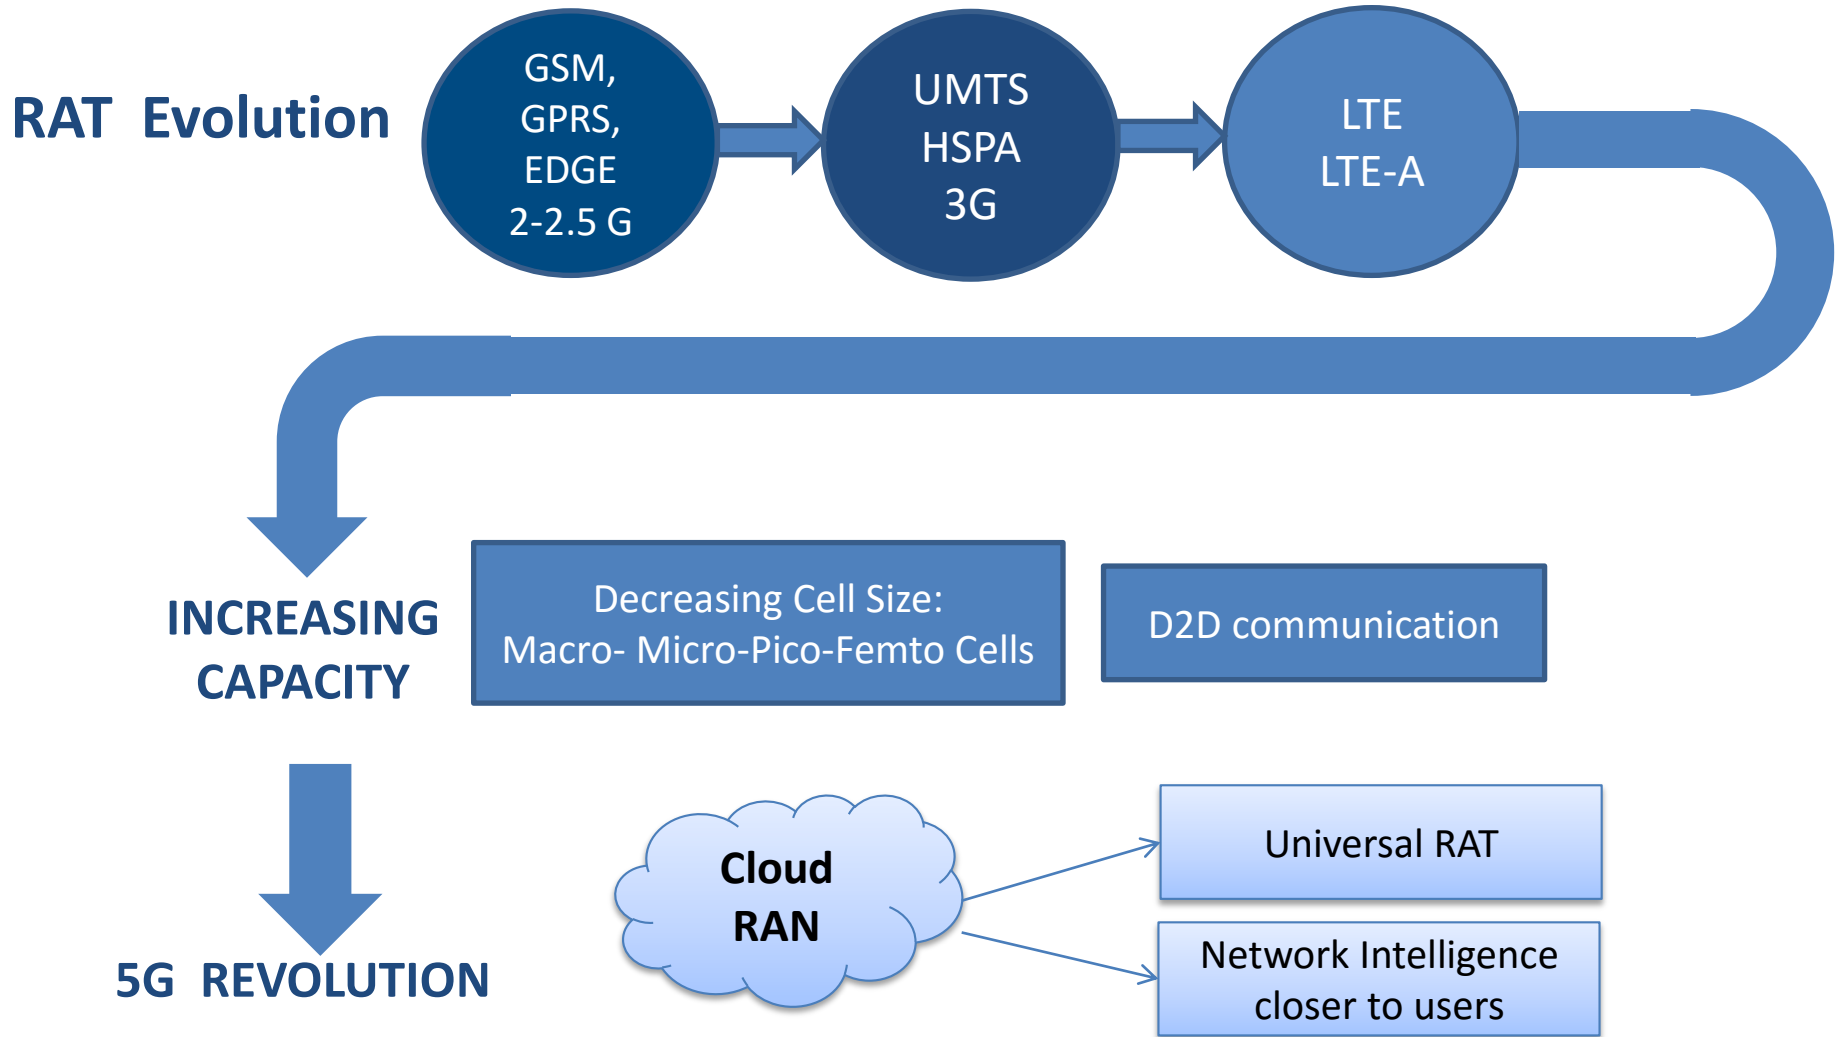 RAT Evolution
GSM,
GPRS,
EDGE
2-2.5 G
UMTS
HSPA
3G
LTE
LTE-A
INCREASING
CAPACITY
Decreasing Cell Size:
Macro- Micro-Pico-Femto Cells
D2D communication
5G REVOLUTION
Cloud
RAN
Universal RAT
Network Intelligence
closer to users